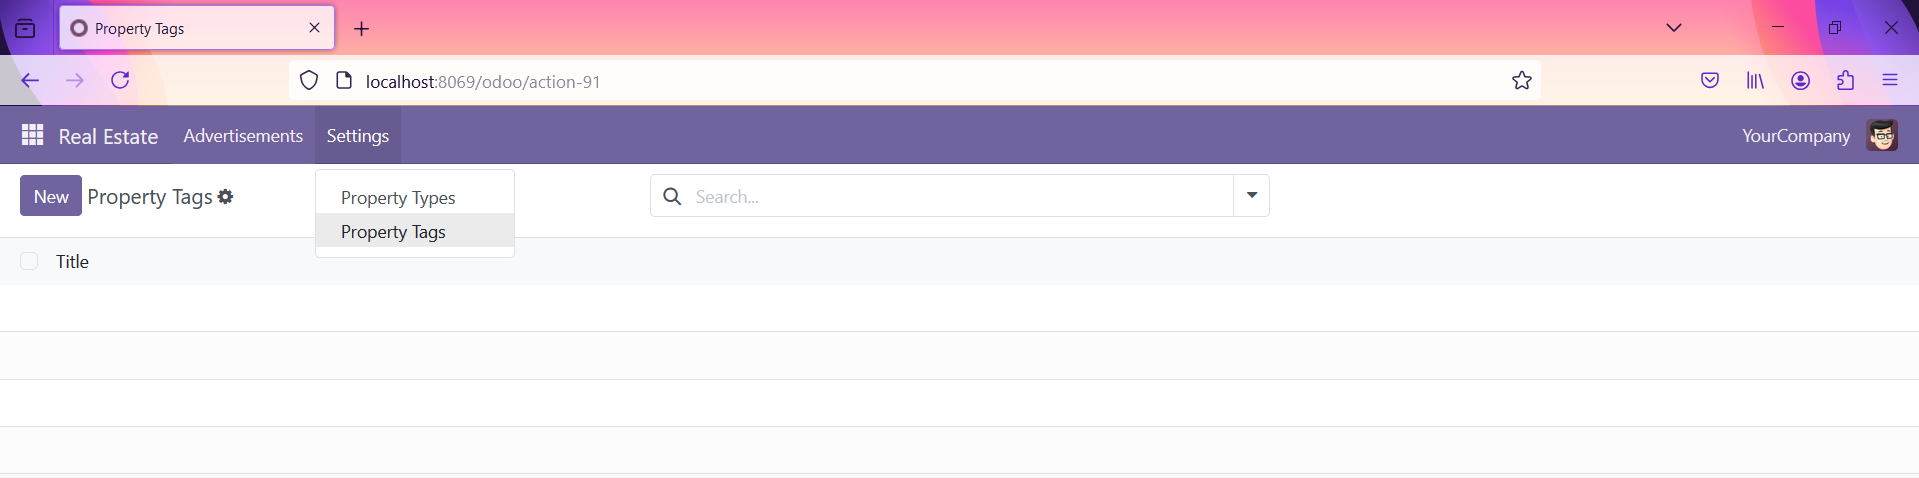 Property Tags
localhost:8069/odoo/action-91
Real Estate Advertisements Settings YourCompany
New Property Tags Search...
Property Types
Property Tags
Title